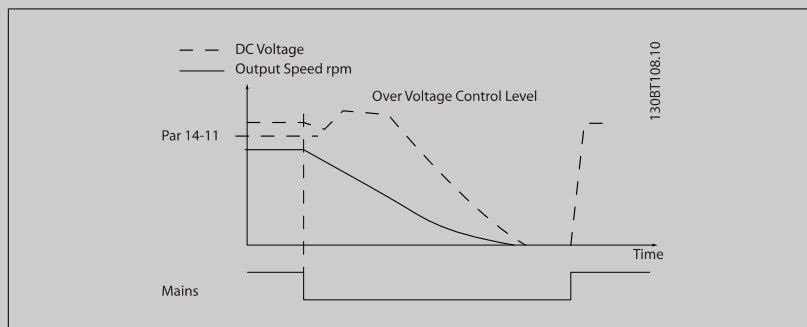 DC Voltage
Output Speed rpm
Over Voltage Control Level
130BT108.10
Par 14-11
Time
Mains